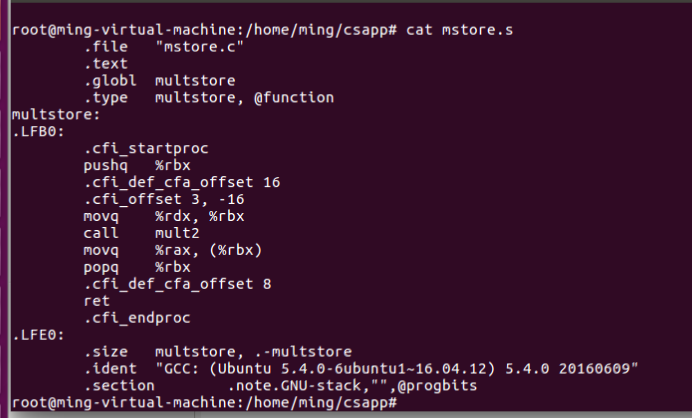 root@ming-virtual-machine:/home/ming/csapp# cat mstore.s
        .file   "mstore.c"
        .text
        .globl  multstore
        .type   multstore, @function
multstore:
.LFB0:
        .cfi_startproc
        pushq   %rbx
        .cfi_def_cfa_offset 16
        .cfi_offset 3, -16
        movq    %rdx, %rbx
        call    mult2
        movq    %rax, (%rbx)
        popq    %rbx
        .cfi_def_cfa_offset 8
        ret
        .cfi_endproc
.LFE0:
        .size   multstore, .-multstore
        .ident  "GCC: (Ubuntu 5.4.0-6ubuntu1~16.04.12) 5.4.0 20160609"
        .section        .note.GNU-stack,"",@progbits
root@ming-virtual-machine:/home/ming/csapp#